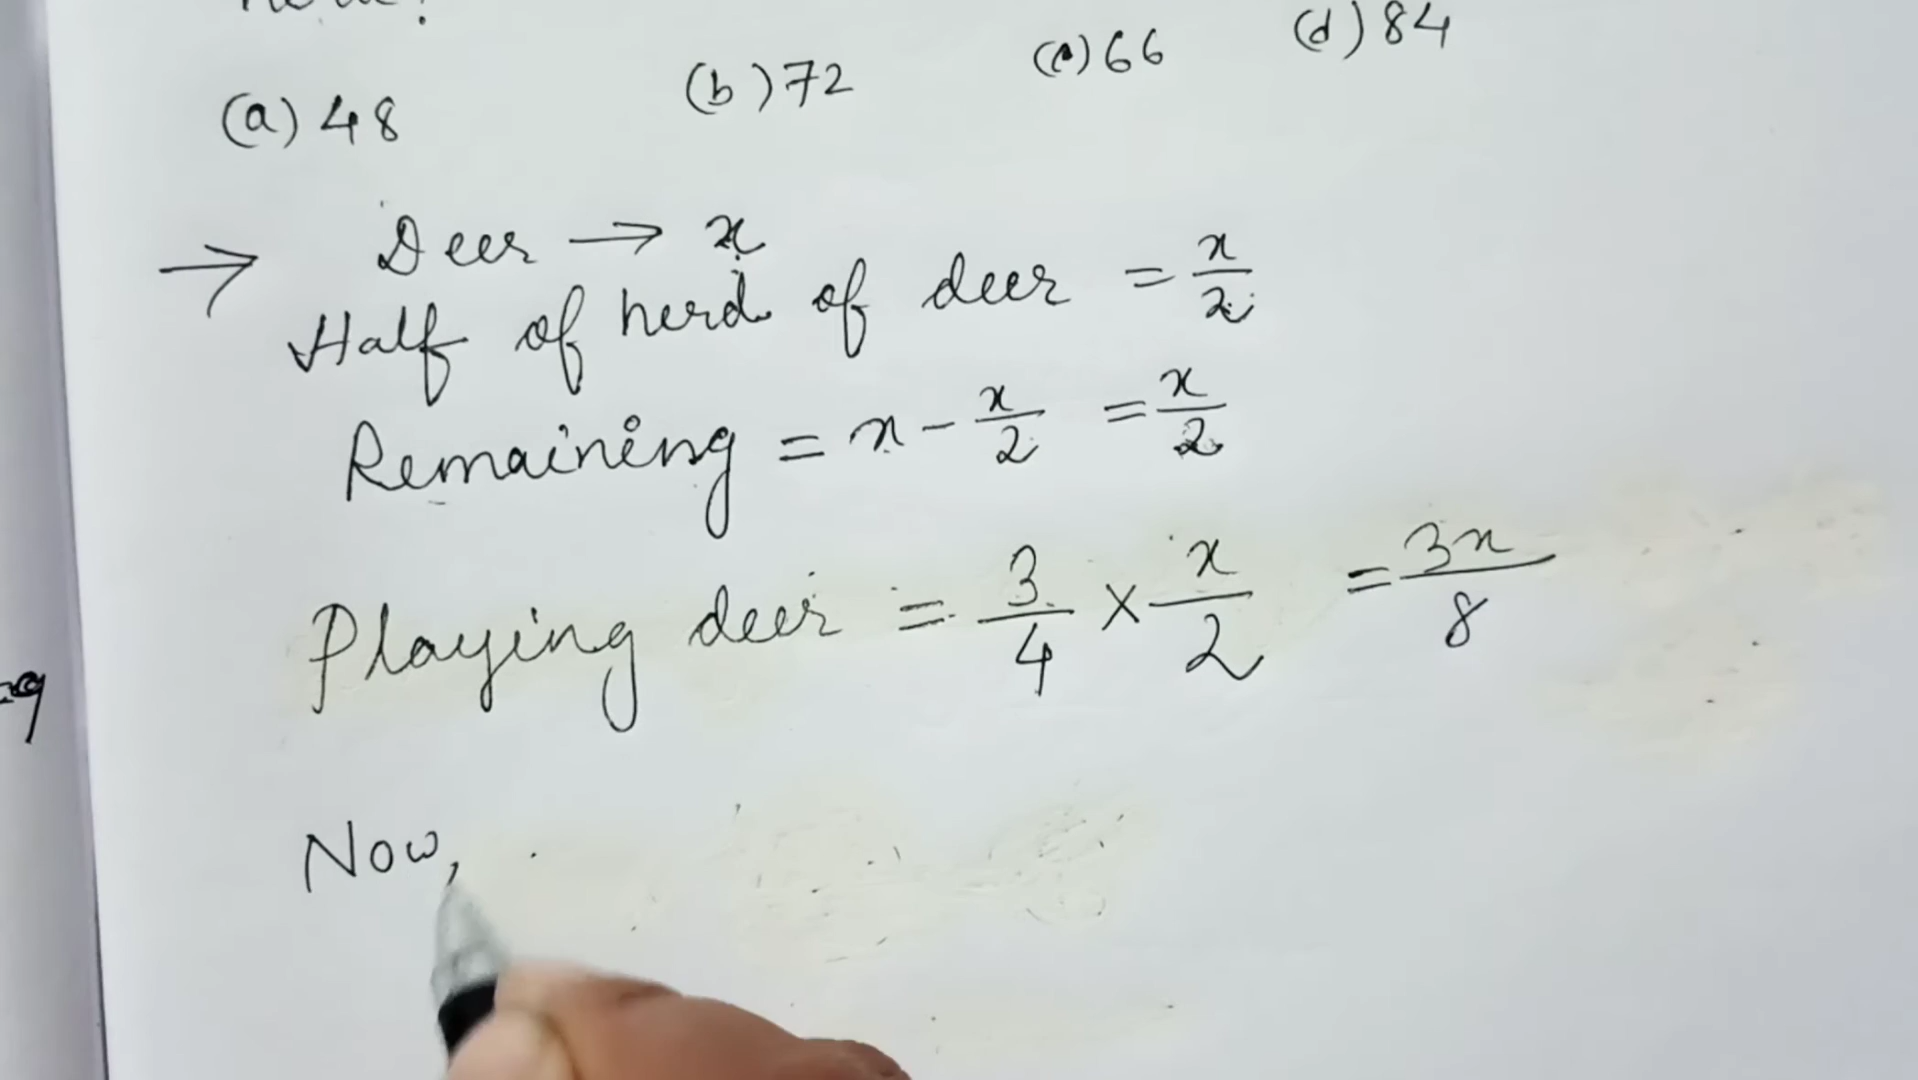 (a) 48 (b) 72 (c) 66 (d) 84
→ Deer → x
Half of herd of deer = x/2
Remaining = x - x/2 = x/2
Playing deer = 3/4 × x/2 = 3x/8
Now,